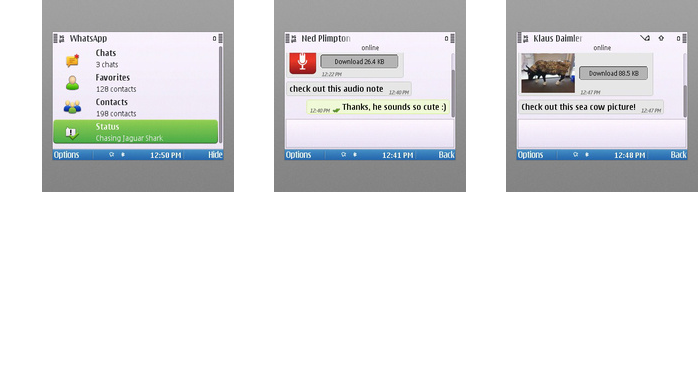 WhatsApp
Chats
3 chats
Favorites
128 contacts
Contacts
198 contacts
Status
Chasing Jaguar Shark.
Options 12:50 PM Hide
Ned Plimpton
online
Download 26.4 KB
12:22 PM
check out this audio note
12:40 PM
12:40 PM Thanks, he sounds so cute :)
Options 12:41 PM Back
Klaus Daimler
online
Download 88.5 KB
12:47 PM
Check out this sea cow picture! 12:47 PM
Options 12:48 PM Back